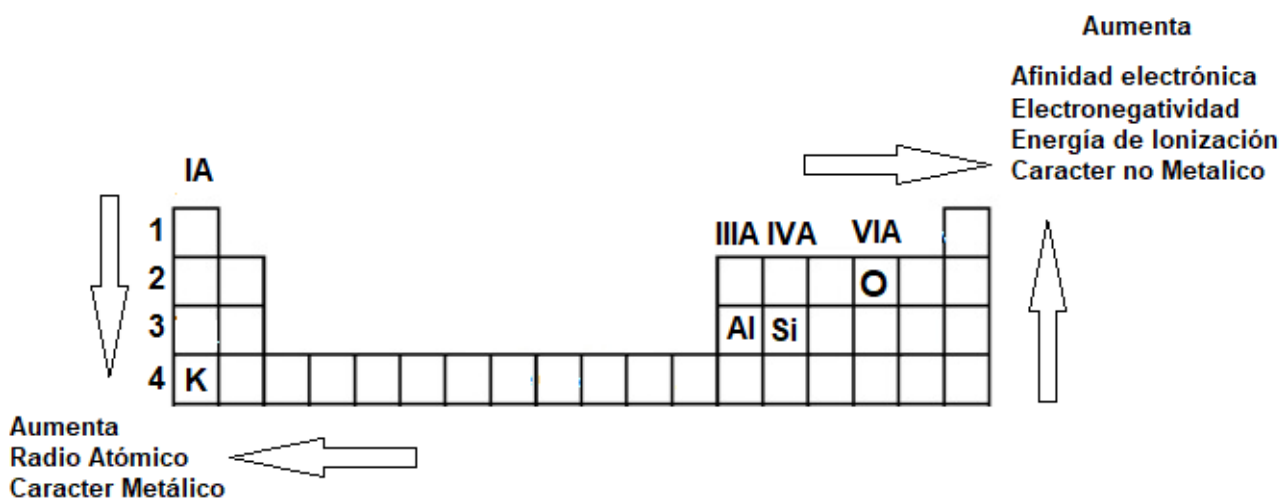 Aumenta
Afinidad electrónica
Electronegatividad
Energía de Ionización
Caracter no Metalico
IA
1
IIIA IVA VIA
2
O
3
Al Si
4 K
Aumenta
Radio Atómico
Caracter Metálico